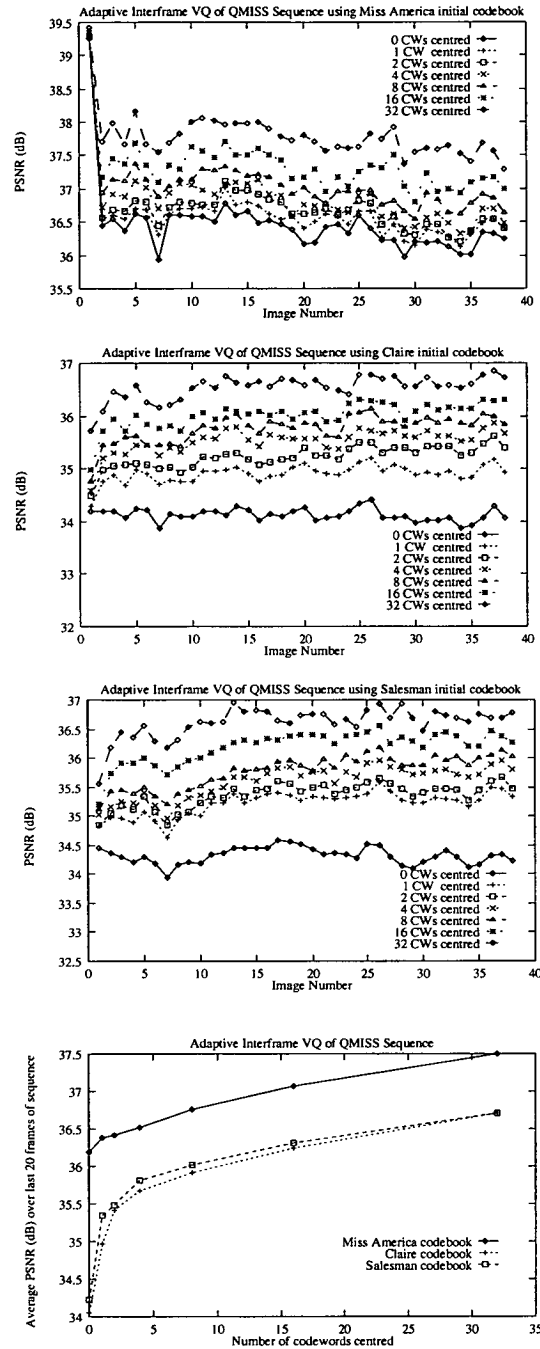 Adaptive Interframe VQ of QMISS Sequence using Miss America initial codebook
39.5
39
38.5
38
37.5
37
36.5
36
35.5
PSNR (dB)
0 CWs centred
1 CW centred
2 CWs centred
4 CWs centred
8 CWs centred
16 CWs centred
32 CWs centred
0 5 10 15 20 25 30 35 40
Image Number
Adaptive Interframe VQ of QMISS Sequence using Claire initial codebook
37
36
35
34
33
32
PSNR (dB)
0 CWs centred
1 CW centred
2 CWs centred
4 CWs centred
8 CWs centred
16 CWs centred
32 CWs centred
0 5 10 15 20 25 30 35 40
Image Number
Adaptive Interframe VQ of QMISS Sequence using Salesman initial codebook
37
36.5
36
35.5
35
34.5
34
33.5
33
32.5
PSNR (dB)
0 CWs centred
1 CW centred
2 CWs centred
4 CWs centred
8 CWs centred
16 CWs centred
32 CWs centred
0 5 10 15 20 25 30 35 40
Image Number
Adaptive Interframe VQ of QMISS Sequence
37.5
37
36.5
36
35.5
35
34.5
34
Average PSNR (dB) over last 20 frames of sequence
Miss America codebook
Claire codebook
Salesman codebook
0 5 10 15 20 25 30 35
Number of codewords centred